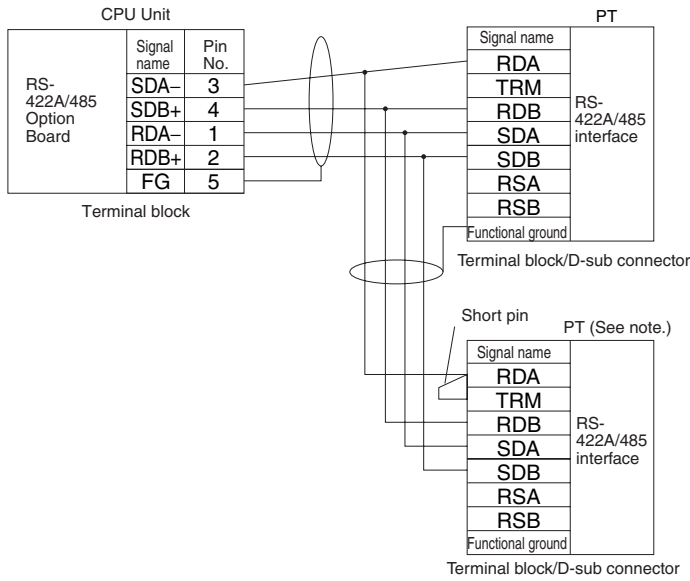 CPU Unit
Signal name
Pin No.
RS-422A/485 Option Board
SDA− 3
SDB+ 4
RDA− 1
RDB+ 2
FG 5
Terminal block
PT
Signal name
RDA
TRM
RDB
SDA
SDB
RSA
RSB
Functional ground
RS-422A/485 interface
Terminal block/D-sub connector
Short pin
PT (See note.)
Signal name
RDA
TRM
RDB
SDA
SDB
RSA
RSB
Functional ground
RS-422A/485 interface
Terminal block/D-sub connector